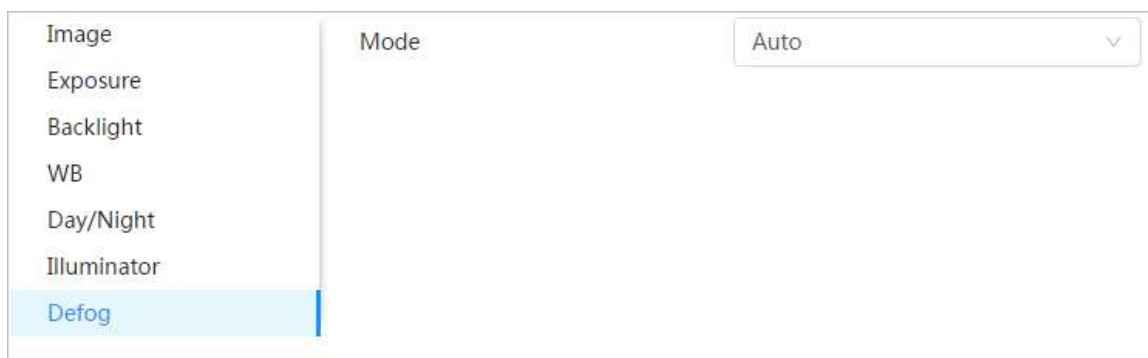 Image
Mode
Auto
Exposure
Backlight
WB
Day/Night
Illuminator
Defog